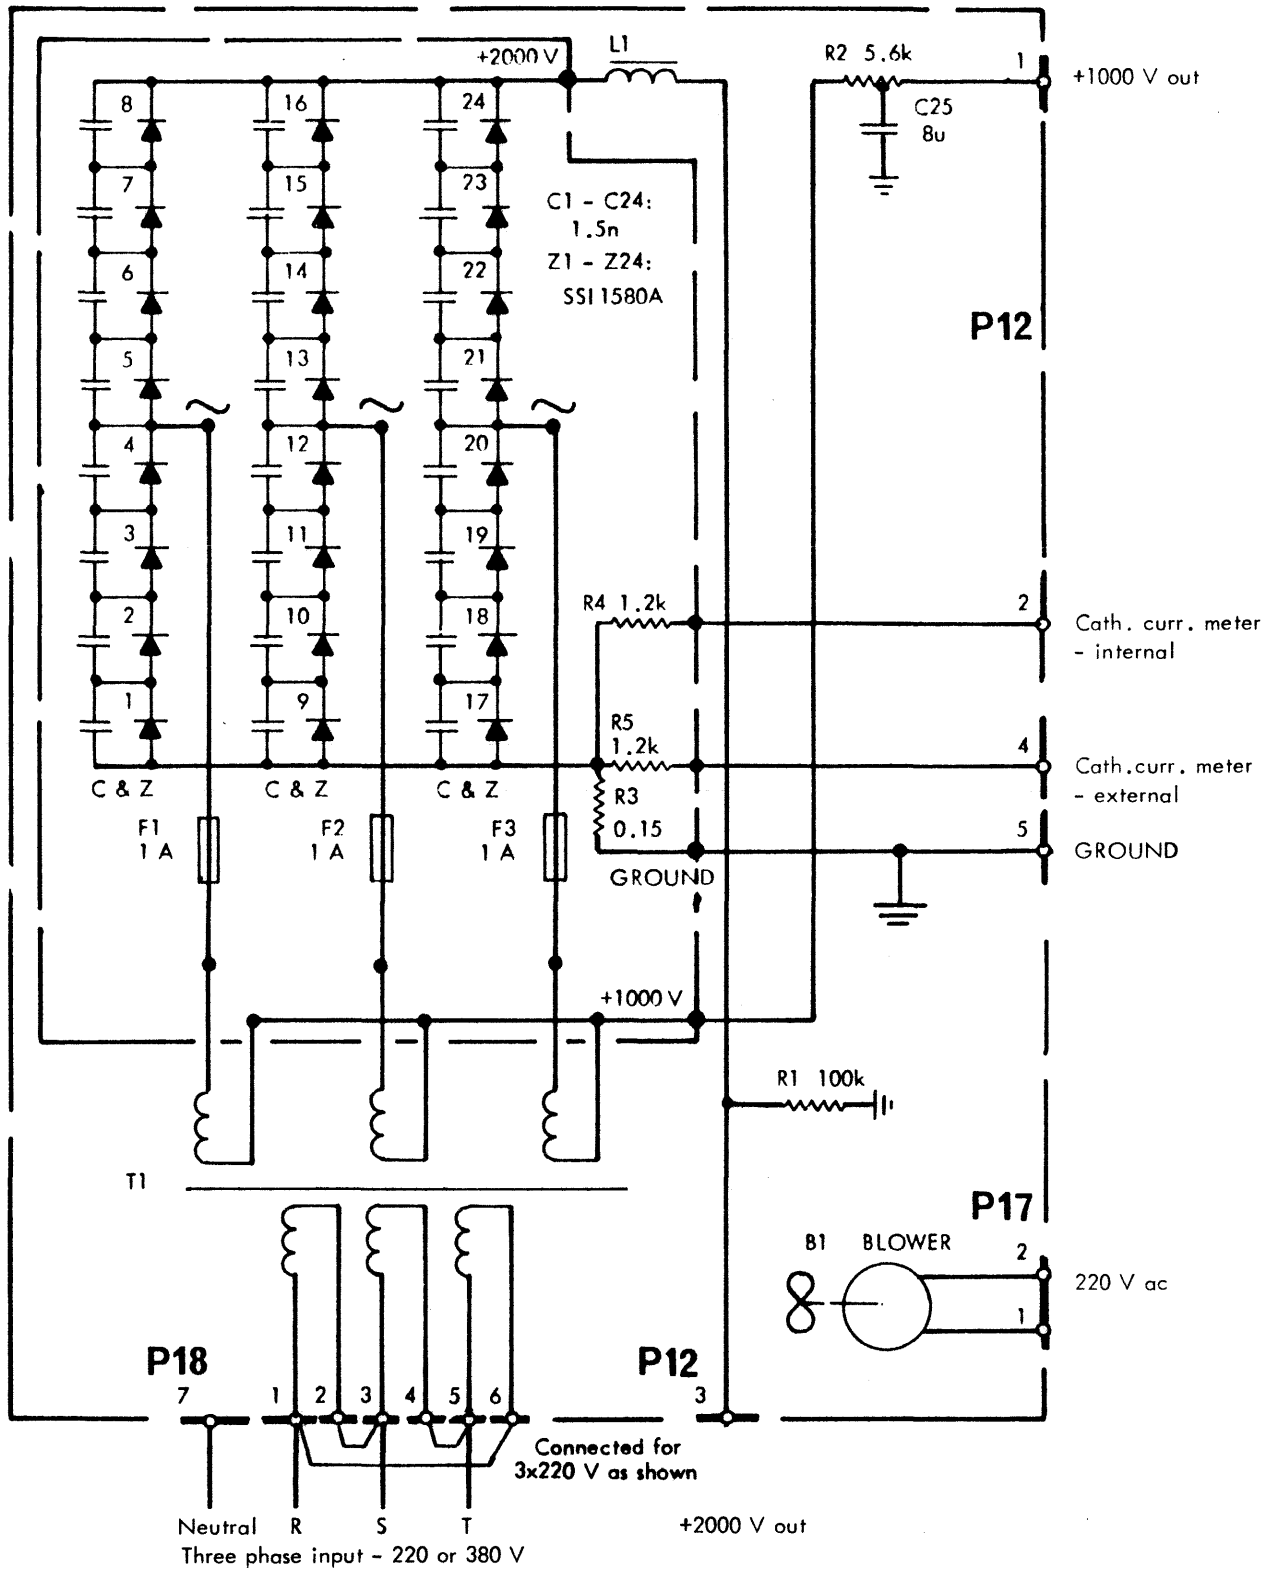 +2000 V
L1
R2 5.6k
1
+1000 V out
8
16
24
C25
8u
7
15
23
C1 - C24:
1.5n
6
14
22
Z1 - Z24:
SSI1580A
P12
5
13
21
~
~
~
4
12
20
3
11
19
R4 1.2k
2
2
10
18
Cath. curr. meter
- internal
1
9
17
R5
1.2k
4
Cath.curr. meter
- external
C & Z
C & Z
C & Z
R3
0.15
F1
1 A
F2
1 A
F3
1 A
5
GROUND
GROUND
+1000 V
R1 100k
T1
P17
B1 BLOWER
2
220 V ac
1
P18
P12
7
1
2
3
4
5
6
3
Connected for
3x220 V as shown
Neutral R S T
+2000 V out
Three phase input - 220 or 380 V